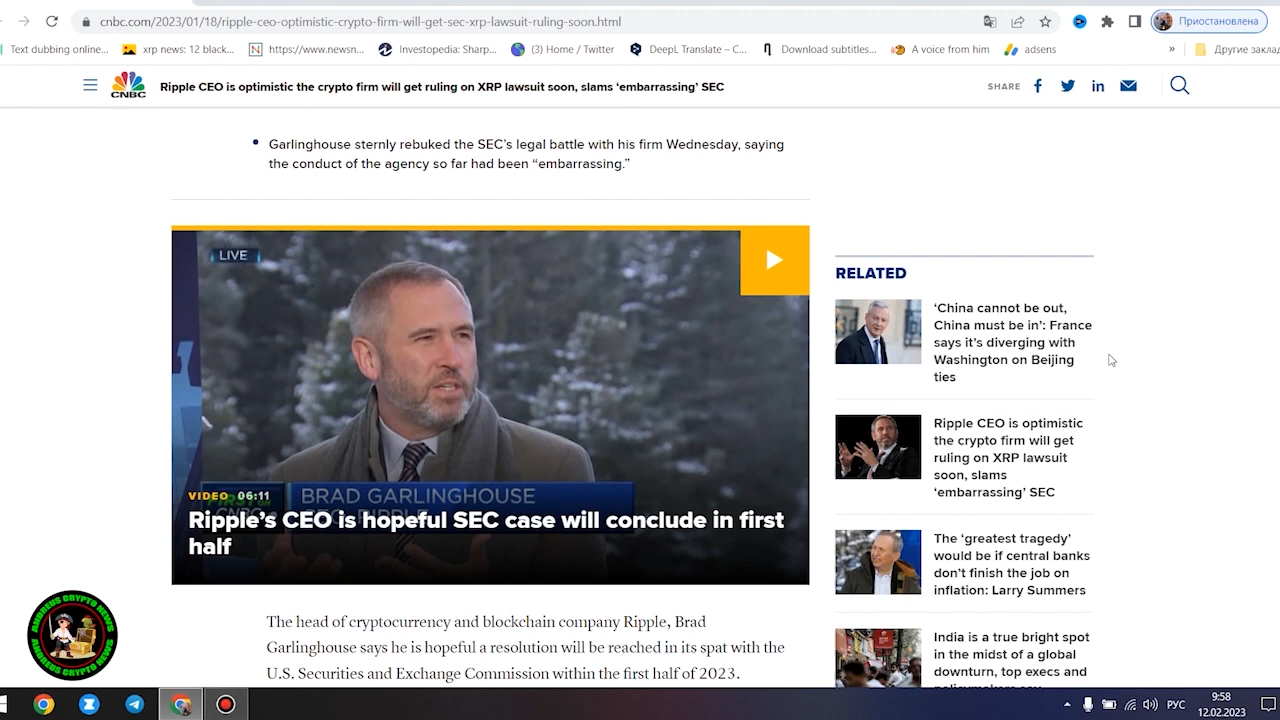 cnbc.com/2023/01/18/ripple-ceo-optimistic-crypto-firm-will-get-sec-xrp-lawsuit-ruling-soon.html
Приостановлена
Text dubbing online...
xrp news: 12 black...
https://www.newsn...
Investopedia: Sharp...
(3) Home / Twitter
DeepL Translate – C...
Download subtitles...
A voice from him
adsens
»
Другие закла
CNBC
Ripple CEO is optimistic the crypto firm will get ruling on XRP lawsuit soon, slams ‘embarrassing’ SEC
SHARE
• Garlinghouse sternly rebuked the SEC’s legal battle with his firm Wednesday, saying
the conduct of the agency so far had been “embarrassing.”
LIVE
VIDEO 06:11
BRAD GARLINGHOUSE
Ripple’s CEO is hopeful SEC case will conclude in first
half
The head of cryptocurrency and blockchain company Ripple, Brad
Garlinghouse says he is hopeful a resolution will be reached in its spat with the
U.S. Securities and Exchange Commission within the first half of 2023.
RELATED
‘China cannot be out,
China must be in’: France
says it’s diverging with
Washington on Beijing
ties
Ripple CEO is optimistic
the crypto firm will get
ruling on XRP lawsuit
soon, slams
‘embarrassing’ SEC
The ‘greatest tragedy’
would be if central banks
don’t finish the job on
inflation: Larry Summers
India is a true bright spot
in the midst of a global
downturn, top execs and
ANDREUS CRYPTO NEWS
ANDREUS CRYPTO NEWS
РУС
9:58
12.02.2023